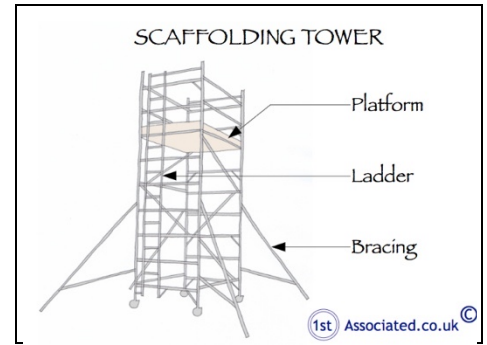 SCAFFOLDING TOWER
Platform
Ladder
Bracing
1st Associated.co.uk ©